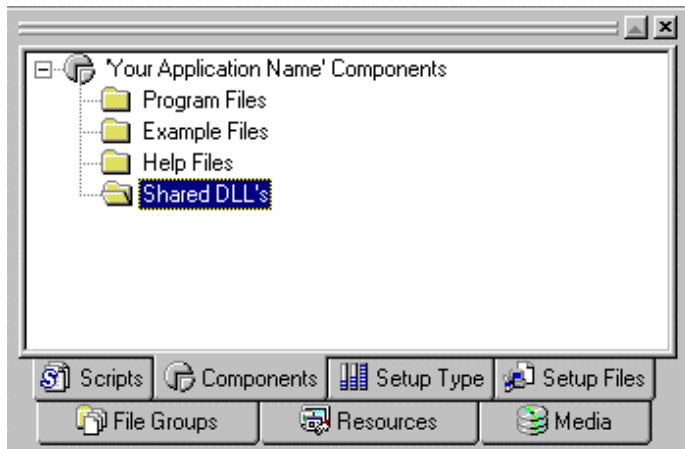 'Your Application Name' Components
Program Files
Example Files
Help Files
Shared DLL's
Scripts Components Setup Type Setup Files
File Groups Resources Media